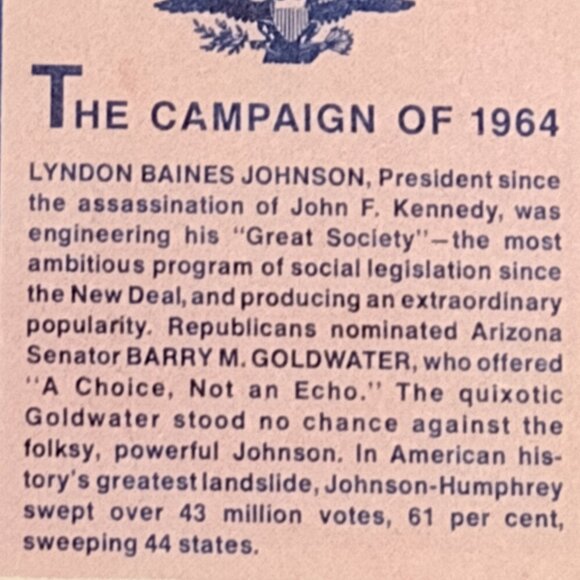 THE CAMPAIGN OF 1964
LYNDON BAINES JOHNSON, President since
the assassination of John F. Kennedy, was
engineering his "Great Society"—the most
ambitious program of social legislation since
the New Deal, and producing an extraordinary
popularity. Republicans nominated Arizona
Senator BARRY M. GOLDWATER, who offered
"A Choice, Not an Echo." The quixotic
Goldwater stood no chance against the
folksy, powerful Johnson. In American his-
tory's greatest landslide, Johnson-Humphrey
swept over 43 million votes, 61 per cent,
sweeping 44 states.